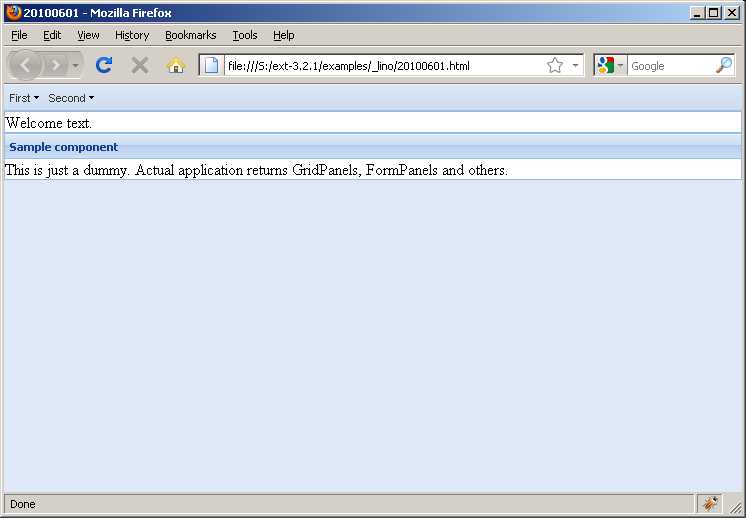 20100601 - Mozilla Firefox
File Edit View History Bookmarks Tools Help
file:///S:/ext-3.2.1/examples/_lino/20100601.html Google
First Second
Welcome text.
Sample component
This is just a dummy. Actual application returns GridPanels, FormPanels and others.
Done